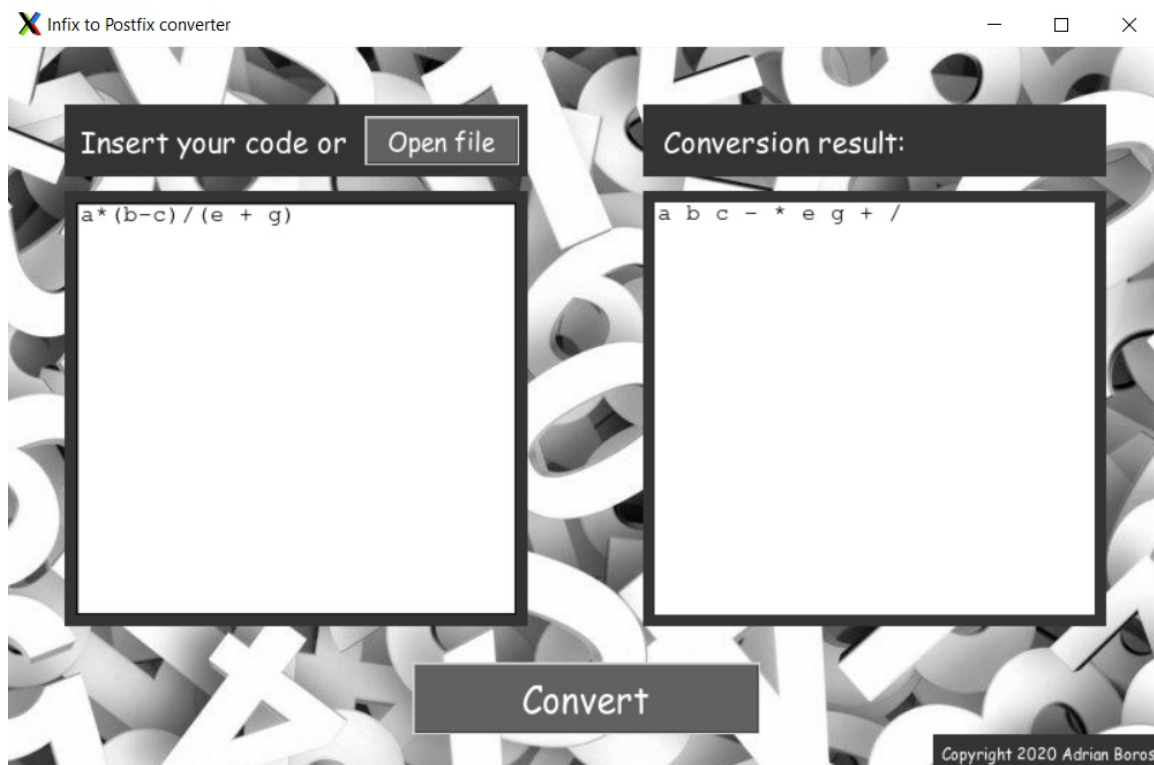 Infix to Postfix converter
Insert your code or Open file
a*(b-c)/(e + g)
Conversion result:
a b c - * e g + /
Convert
Copyright 2020 Adrian Boros